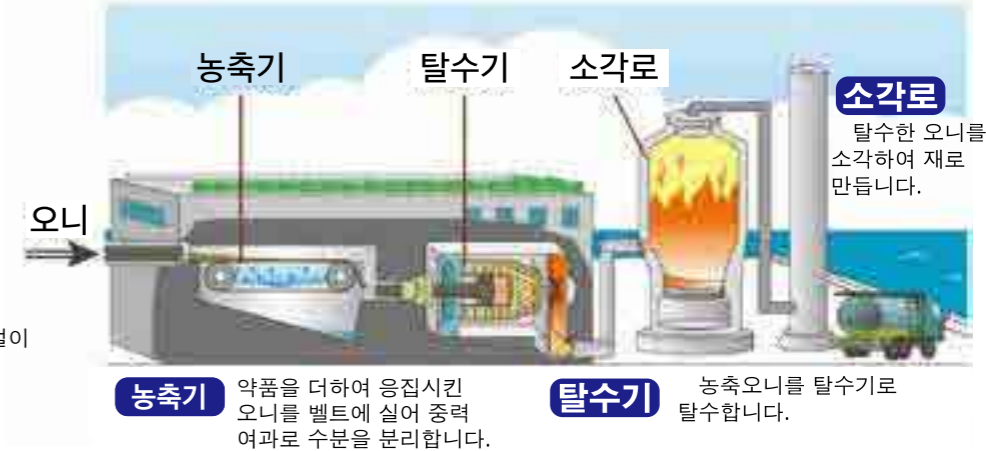 농축기
탈수기
소각로
소각로
탈수한 오니를
소각하여 재로
만듭니다.
오니
농축기
약품을 더하여 응집시킨
오니를 벨트에 실어 중력
여과로 수분을 분리합니다.
탈수기
농축오니를 탈수기로
탈수합니다.